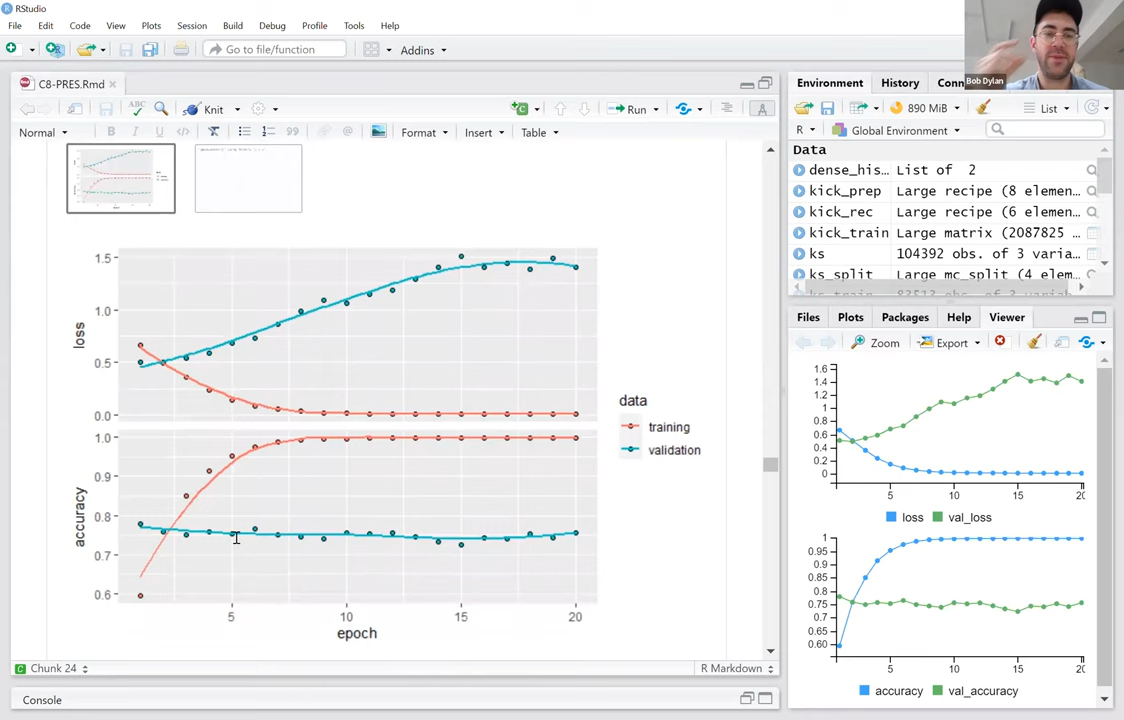 RStudio
File Edit Code View Plots Session Build Debug Profile Tools Help
Go to file/function Addins
Bob Dylan
C8-PRES.Rmd
ABC Knit Run
Normal B I U Format Insert Table
1.5
1.0
0.5
0.0
loss
1.0
0.9
0.8
0.7
0.6
accuracy
5 10 15 20
epoch
data
training
validation
C Chunk 24 R Markdown
Console
Environment History Conn
890 MiB List
R Global Environment
Data
dense_his… List of 2
kick_prep Large recipe (8 elemen…
kick_rec Large recipe (6 elemen…
kick_train Large matrix (2087825 …
ks 104392 obs. of 3 varia…
ks_split Large mc_split (4 elem…
Files Plots Packages Help Viewer
Zoom Export
1.6
1.4
1.2
1
0.8
0.6
0.4
0.2
0
5 10 15 20
loss val_loss
1
0.95
0.9
0.85
0.8
0.75
0.7
0.65
0.60
5 10 15 20
accuracy val_accuracy